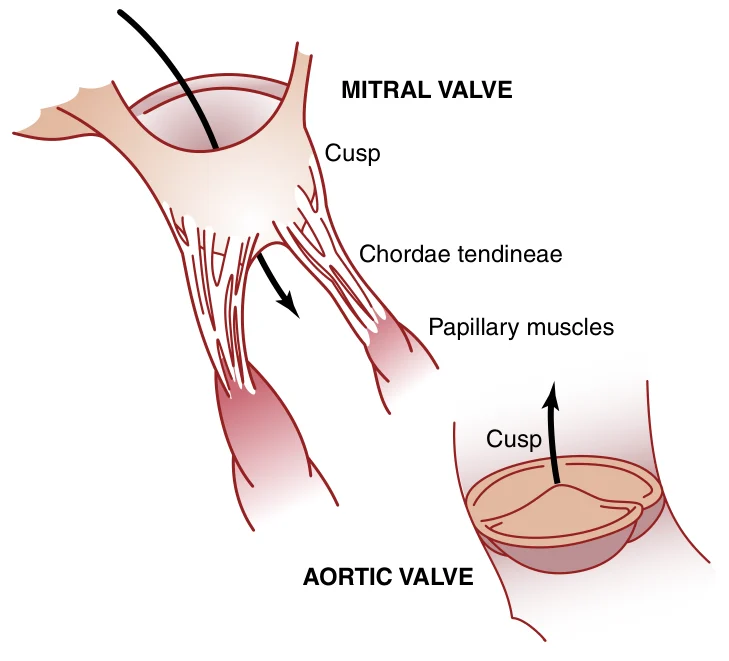 MITRAL VALVE
Cusp
Chordae tendineae
Papillary muscles
Cusp
AORTIC VALVE